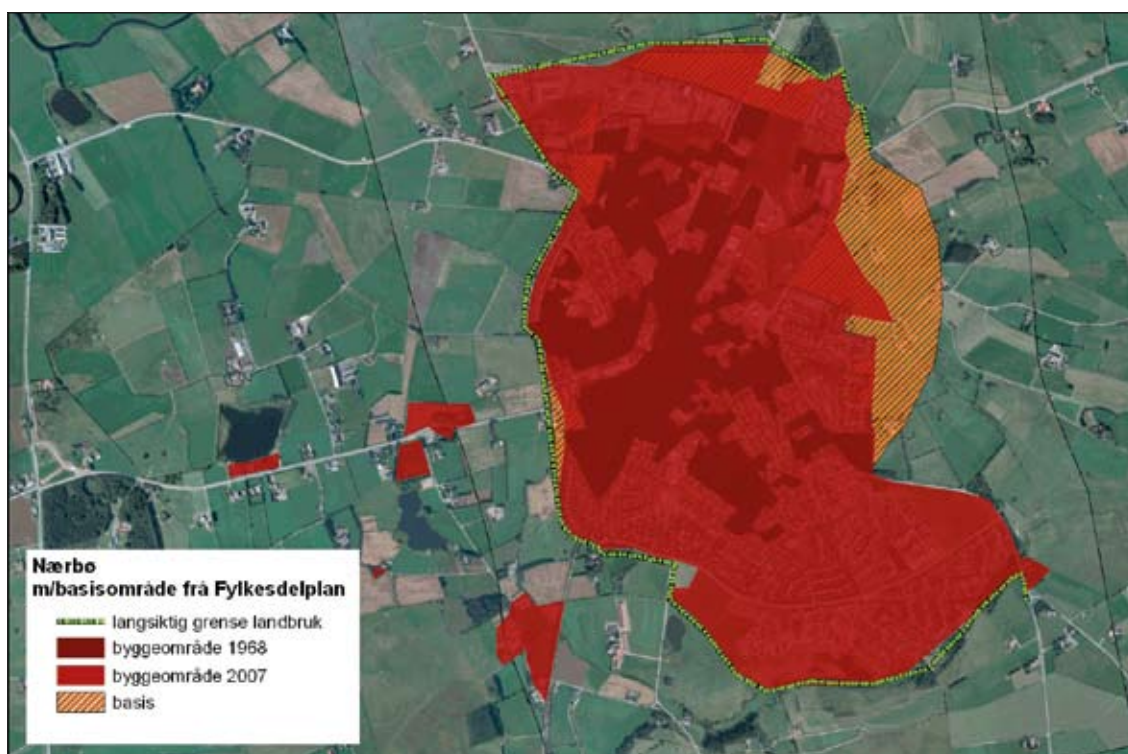 Nærbø
m/basisområde frå Fylkesdelplan
langsiktig grense landbruk
byggeområde 1968
byggeområde 2007
basis